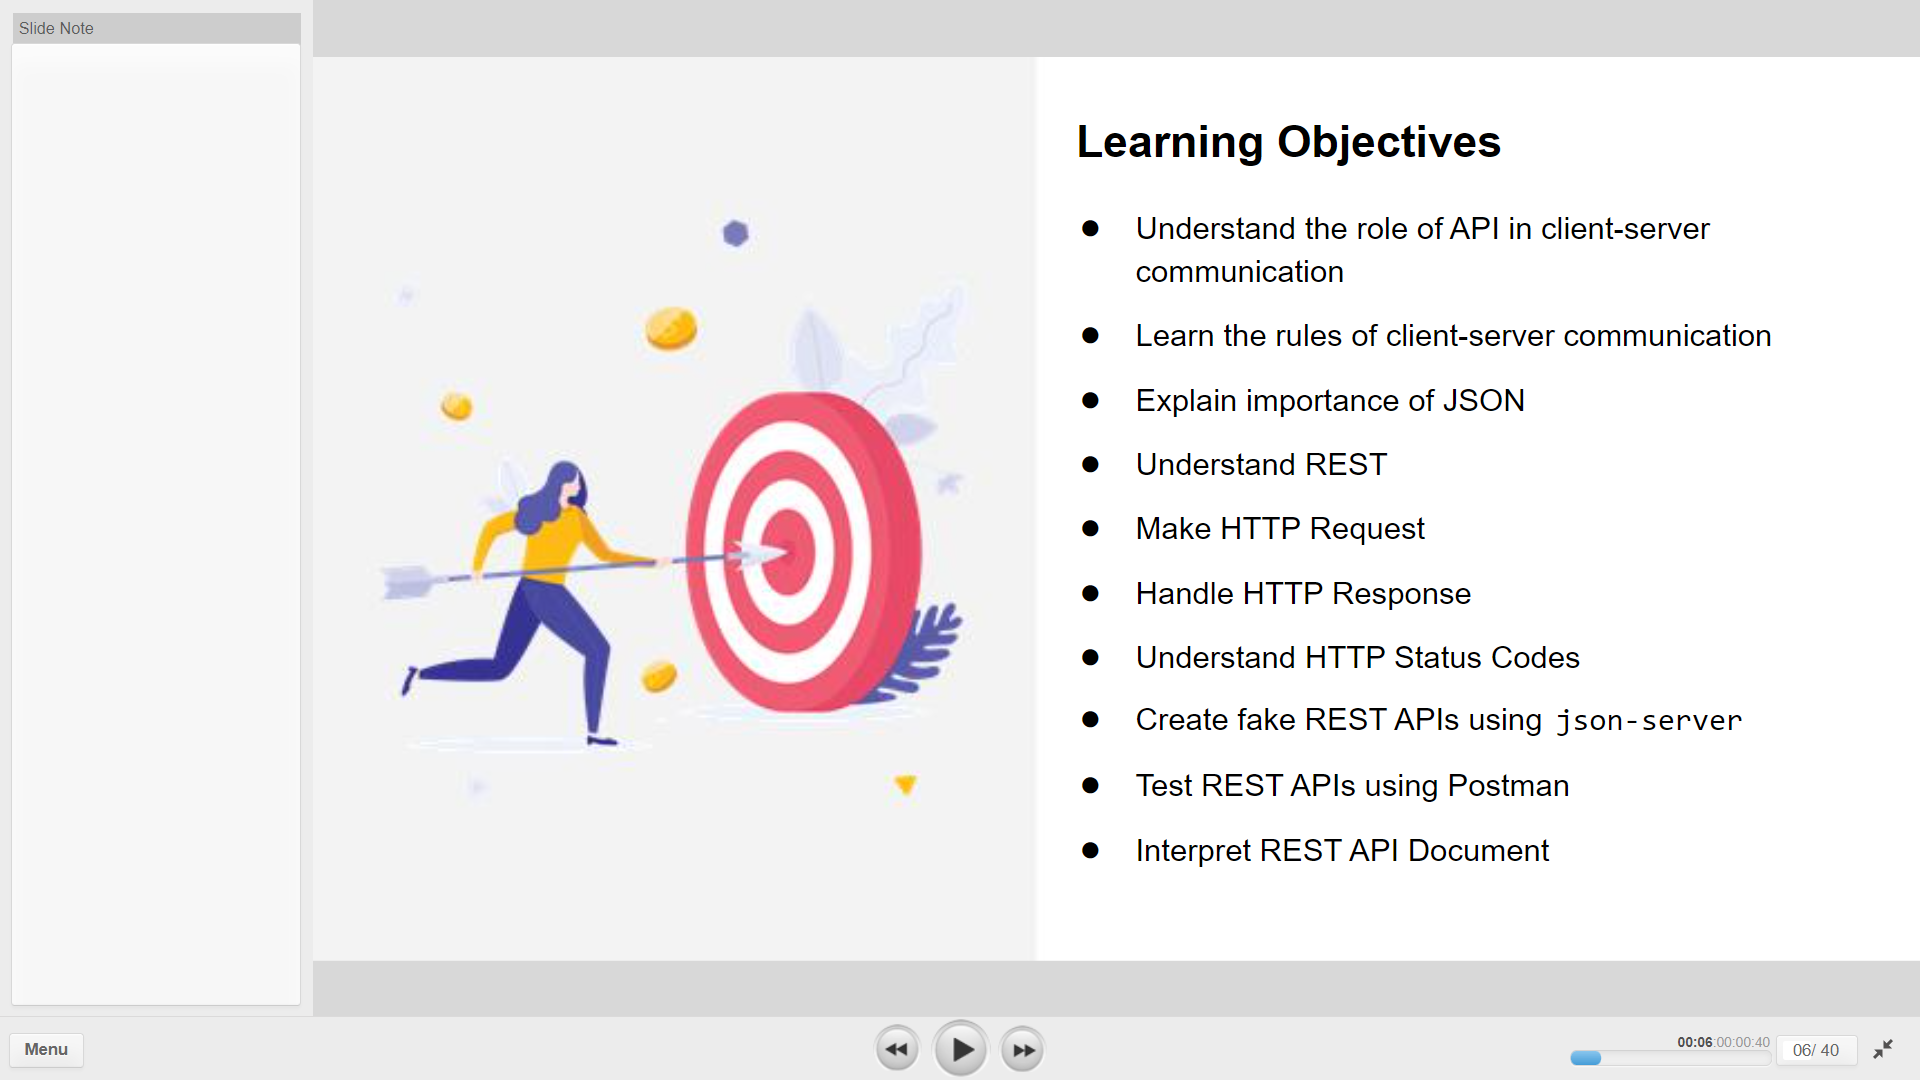 Slide Note
Learning Objectives
● Understand the role of API in client-server
communication
● Learn the rules of client-server communication
● Explain importance of JSON
● Understand REST
● Make HTTP Request
● Handle HTTP Response
● Understand HTTP Status Codes
● Create fake REST APIs using json-server
● Test REST APIs using Postman
● Interpret REST API Document
Menu
00:06:00:00:40
06/ 40